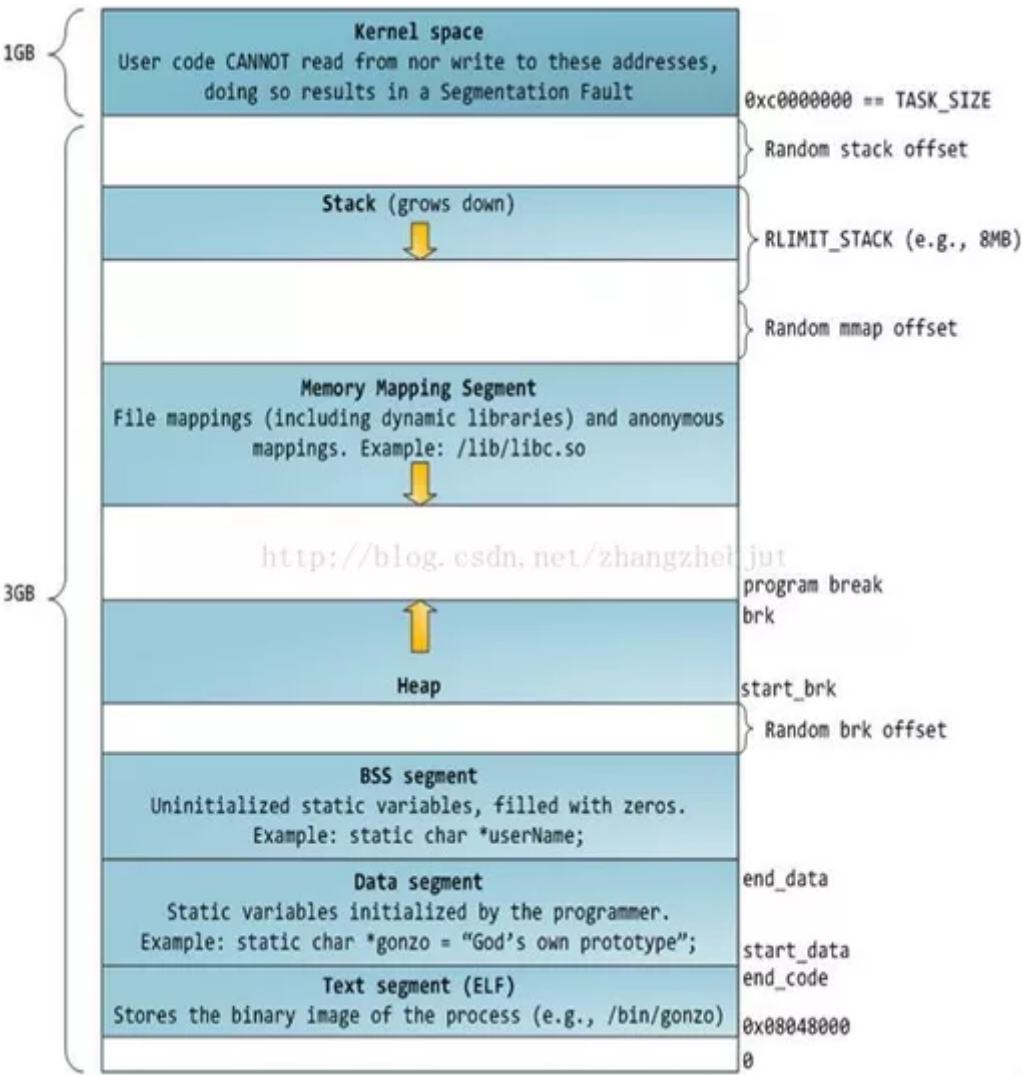 1GB
Kernel space
User code CANNOT read from nor write to these addresses,
doing so results in a Segmentation Fault
0xc0000000 == TASK_SIZE
Random stack offset
Stack (grows down)
RLIMIT_STACK (e.g., 8MB)
Random mmap offset
Memory Mapping Segment
File mappings (including dynamic libraries) and anonymous
mappings. Example: /lib/libc.so
http://blog.csdn.net/zhangzhebjut
3GB
program break
brk
Heap
start_brk
Random brk offset
BSS segment
Uninitialized static variables, filled with zeros.
Example: static char *userName;
Data segment
Static variables initialized by the programmer.
Example: static char *gonzo = “God’s own prototype”;
end_data
start_data
end_code
Text segment (ELF)
Stores the binary image of the process (e.g., /bin/gonzo)
0x08048000
0